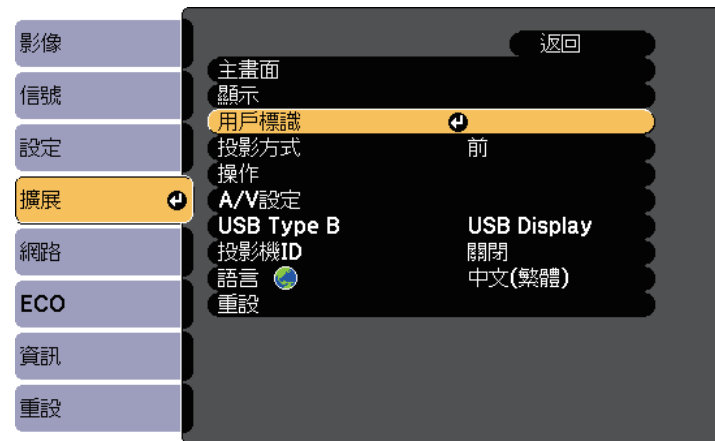 影像
信號
設定
擴展
網路
ECO
資訊
重設
返回
主畫面
顯示
用戶標識
投影方式 前
操作
A/V設定
USB Type B USB Display
投影機ID 關閉
語言 中文(繁體)
重設